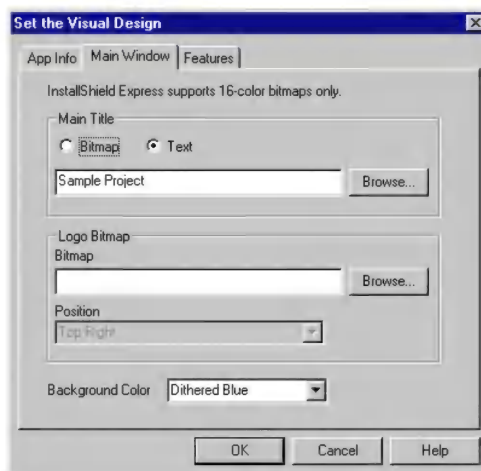 Set the Visual Design
App Info Main Window Features
InstallShield Express supports 16-color bitmaps only.
Main Title
Bitmap Text
Sample Project Browse...
Logo Bitmap
Bitmap
Browse...
Position
Top Right
Background Color Dithered Blue
OK Cancel Help